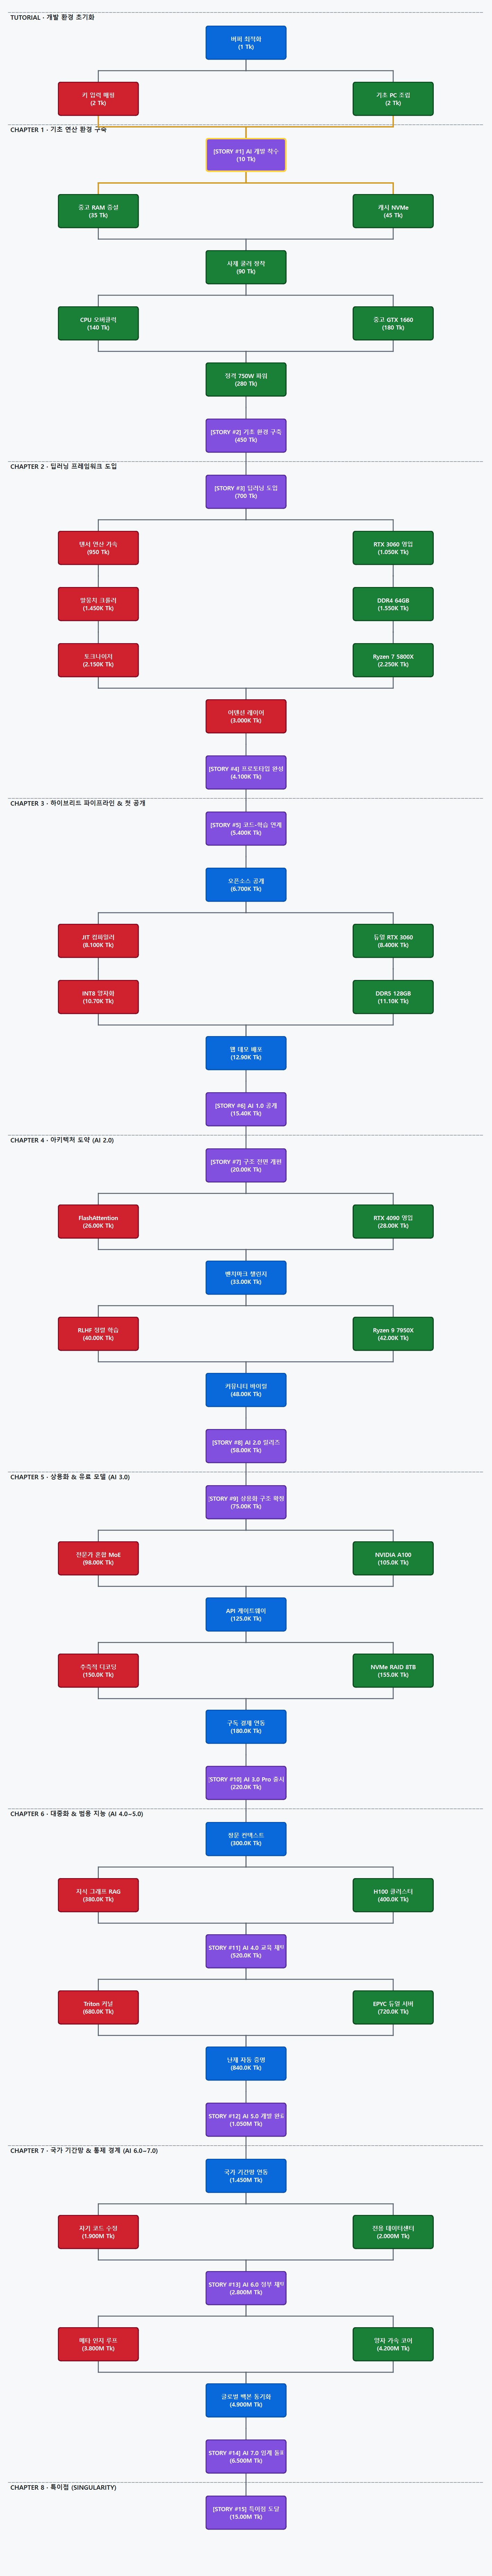 TUTORIAL · 개발 환경 초기화
버퍼 최적화
(1 Tk)
키 입력 매핑
(2 Tk)
기초 PC 조립
(2 Tk)
CHAPTER 1 · 기초 연산 환경 구축
[STORY #1] AI 개발 착수
(10 Tk)
중고 RAM 증설
(35 Tk)
캐시 NVMe
(45 Tk)
사제 쿨러 장착
(90 Tk)
CPU 오버클럭
(140 Tk)
중고 GTX 1660
(180 Tk)
정격 750W 파워
(280 Tk)
[STORY #2] 기초 환경 구축
(450 Tk)
CHAPTER 2 · 딥러닝 프레임워크 도입
[STORY #3] 딥러닝 도입
(700 Tk)
텐서 연산 가속
(950 Tk)
RTX 3060 영입
(1.050K Tk)
말뭉치 크롤러
(1.450K Tk)
DDR4 64GB
(1.550K Tk)
토크나이저
(2.150K Tk)
Ryzen 7 5800X
(2.250K Tk)
어텐션 레이어
(3.000K Tk)
[STORY #4] 프로토타입 완성
(4.100K Tk)
CHAPTER 3 · 하이브리드 파이프라인 & 첫 공개
[STORY #5] 코드-학습 연계
(5.400K Tk)
오픈소스 공개
(6.700K Tk)
JIT 컴파일러
(8.100K Tk)
듀얼 RTX 3060
(8.400K Tk)
INT8 양자화
(10.70K Tk)
DDR5 128GB
(11.10K Tk)
웹 데모 배포
(12.90K Tk)
[STORY #6] AI 1.0 공개
(15.40K Tk)
CHAPTER 4 · 아키텍처 도약 (AI 2.0)
[STORY #7] 구조 전면 개편
(20.00K Tk)
FlashAttention
(26.00K Tk)
RTX 4090 영입
(28.00K Tk)
벤치마크 챌린지
(33.00K Tk)
RLHF 정렬 학습
(40.00K Tk)
Ryzen 9 7950X
(42.00K Tk)
커뮤니티 바이럴
(48.00K Tk)
[STORY #8] AI 2.0 릴리즈
(58.00K Tk)
CHAPTER 5 · 상용화 & 유료 모델 (AI 3.0)
[STORY #9] 상용화 구조 확정
(75.00K Tk)
전문가 혼합 MoE
(98.00K Tk)
NVIDIA A100
(105.0K Tk)
API 게이트웨이
(125.0K Tk)
추측적 디코딩
(150.0K Tk)
NVMe RAID 8TB
(155.0K Tk)
구독 결제 연동
(180.0K Tk)
[STORY #10] AI 3.0 Pro 출시
(220.0K Tk)
CHAPTER 6 · 대중화 & 범용 지능 (AI 4.0~5.0)
장문 컨텍스트
(300.0K Tk)
지식 그래프 RAG
(380.0K Tk)
H100 클러스터
(400.0K Tk)
STORY #11] AI 4.0 교육 채택
(520.0K Tk)
Triton 커널
(680.0K Tk)
EPYC 듀얼 서버
(720.0K Tk)
난제 자동 증명
(840.0K Tk)
STORY #12] AI 5.0 개발 완료
(1.050M Tk)
CHAPTER 7 · 국가 기간망 & 통제 경계 (AI 6.0~7.0)
국가 기간망 연동
(1.450M Tk)
자기 코드 수정
(1.900M Tk)
전용 데이터센터
(2.000M Tk)
STORY #13] AI 6.0 정부 채택
(2.800M Tk)
메타 인지 루프
(3.800M Tk)
양자 가속 코어
(4.200M Tk)
글로벌 백본 동기화
(4.900M Tk)
STORY #14] AI 7.0 임계 돌파
(6.500M Tk)
CHAPTER 8 · 특이점 (SINGULARITY)
[STORY #15] 특이점 도달
(15.00M Tk)